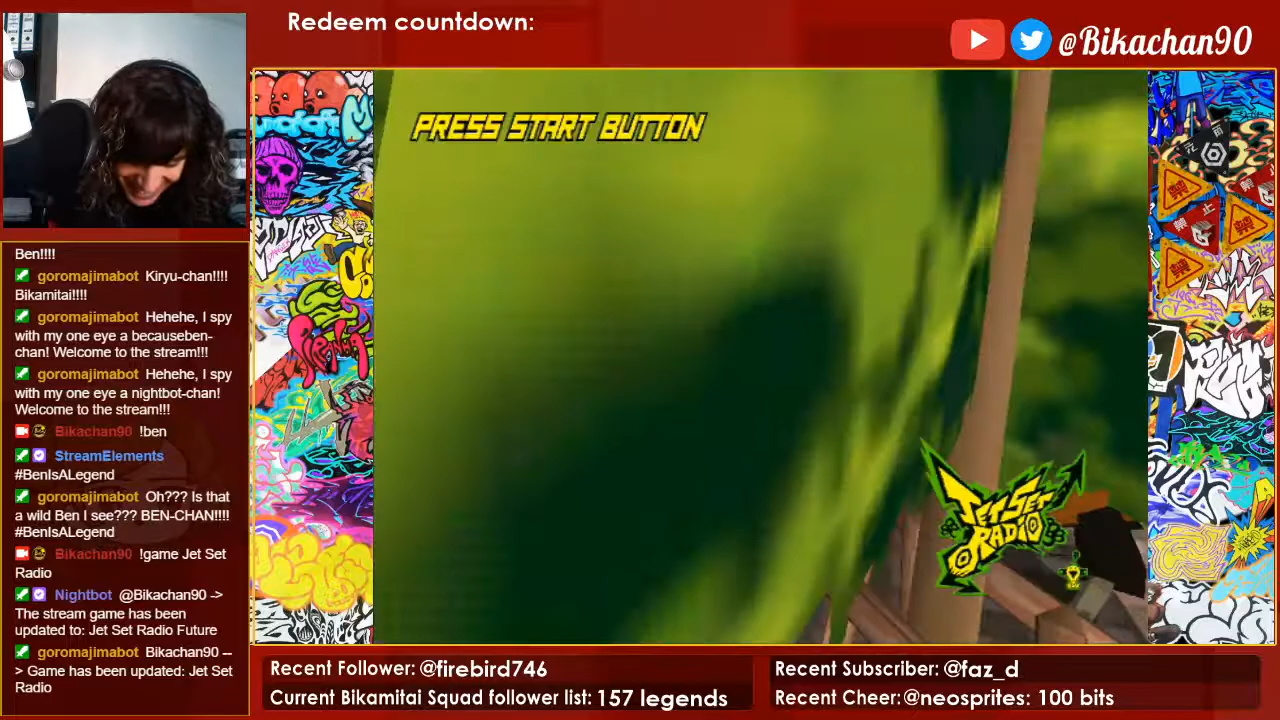 Redeem countdown:
@Bikachan90
PRESS START BUTTON
Ben!!!!
goromajimabot Kiryu-chan!!!!
Bikamitai!!!!
goromajimabot Hehehe, I spy
with my one eye a becauseben-
chan! Welcome to the stream!!!
goromajimabot Hehehe, I spy
with my one eye a nightbot-chan!
Welcome to the stream!!!
Bikachan90 !ben
StreamElements
#BenIsALegend
goromajimabot Oh??? Is that
a wild Ben I see??? BEN-CHAN!!!!
#BenIsALegend
Bikachan90 !game Jet Set
Radio
Nightbot @Bikachan90 ->
The stream game has been
updated to: Jet Set Radio Future
goromajimabot Bikachan90 --
> Game has been updated: Jet Set
Radio
JET SET
RADIO
Recent Follower: @firebird746
Current Bikamitai Squad follower list: 157 legends
Recent Subscriber: @faz_d
Recent Cheer:@neosprites: 100 bits